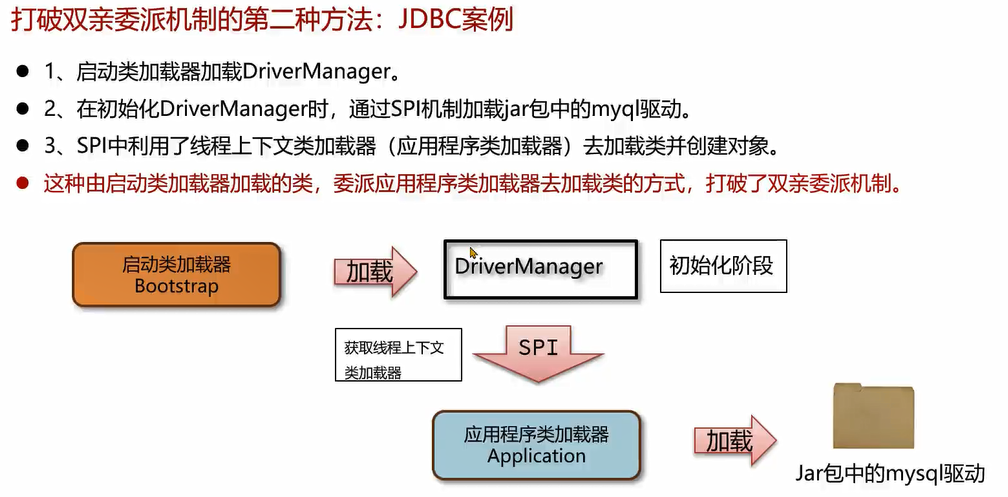 打破双亲委派机制的第二种方法：JDBC案例
● 1、启动类加载器加载DriverManager。
● 2、在初始化DriverManager时，通过SPI机制加载jar包中的myql驱动。
● 3、SPI中利用了线程上下文类加载器（应用程序类加载器）去加载类并创建对象。
● 这种由启动类加载器加载的类，委派应用程序类加载器去加载类的方式，打破了双亲委派机制。
启动类加载器
Bootstrap
加载
DriverManager
初始化阶段
获取线程上下文
类加载器
SPI
应用程序类加载器
Application
加载
Jar包中的mysql驱动